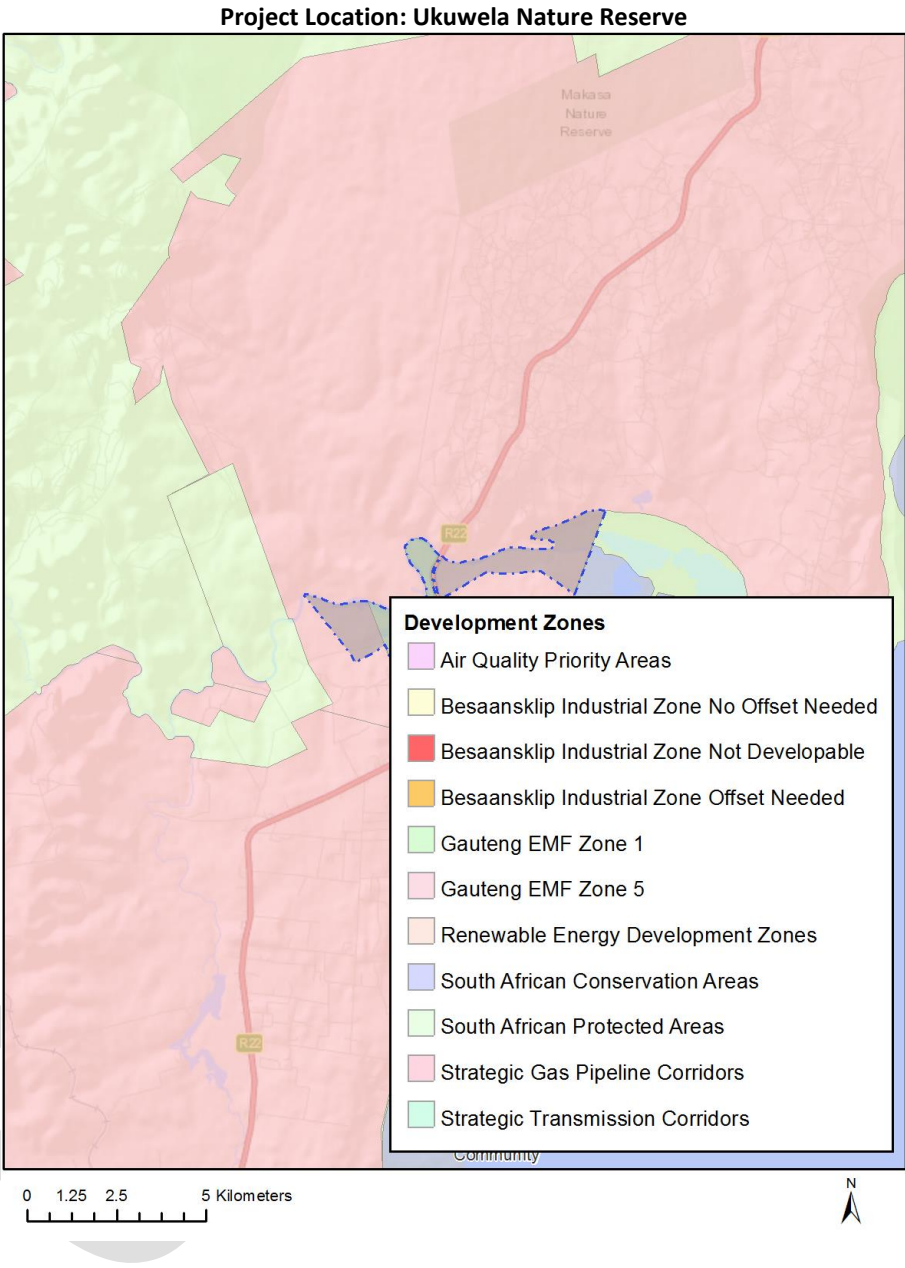 Project Location: Ukuwela Nature Reserve
Makasa
Nature
Reserve
R22
Development Zones
Air Quality Priority Areas
Besaansklip Industrial Zone No Offset Needed
Besaansklip Industrial Zone Not Developable
Besaansklip Industrial Zone Offset Needed
Gauteng EMF Zone 1
Gauteng EMF Zone 5
Renewable Energy Development Zones
South African Conservation Areas
South African Protected Areas
Strategic Gas Pipeline Corridors
Strategic Transmission Corridors
R22
Community
0 1.25 2.5 5 Kilometers
N